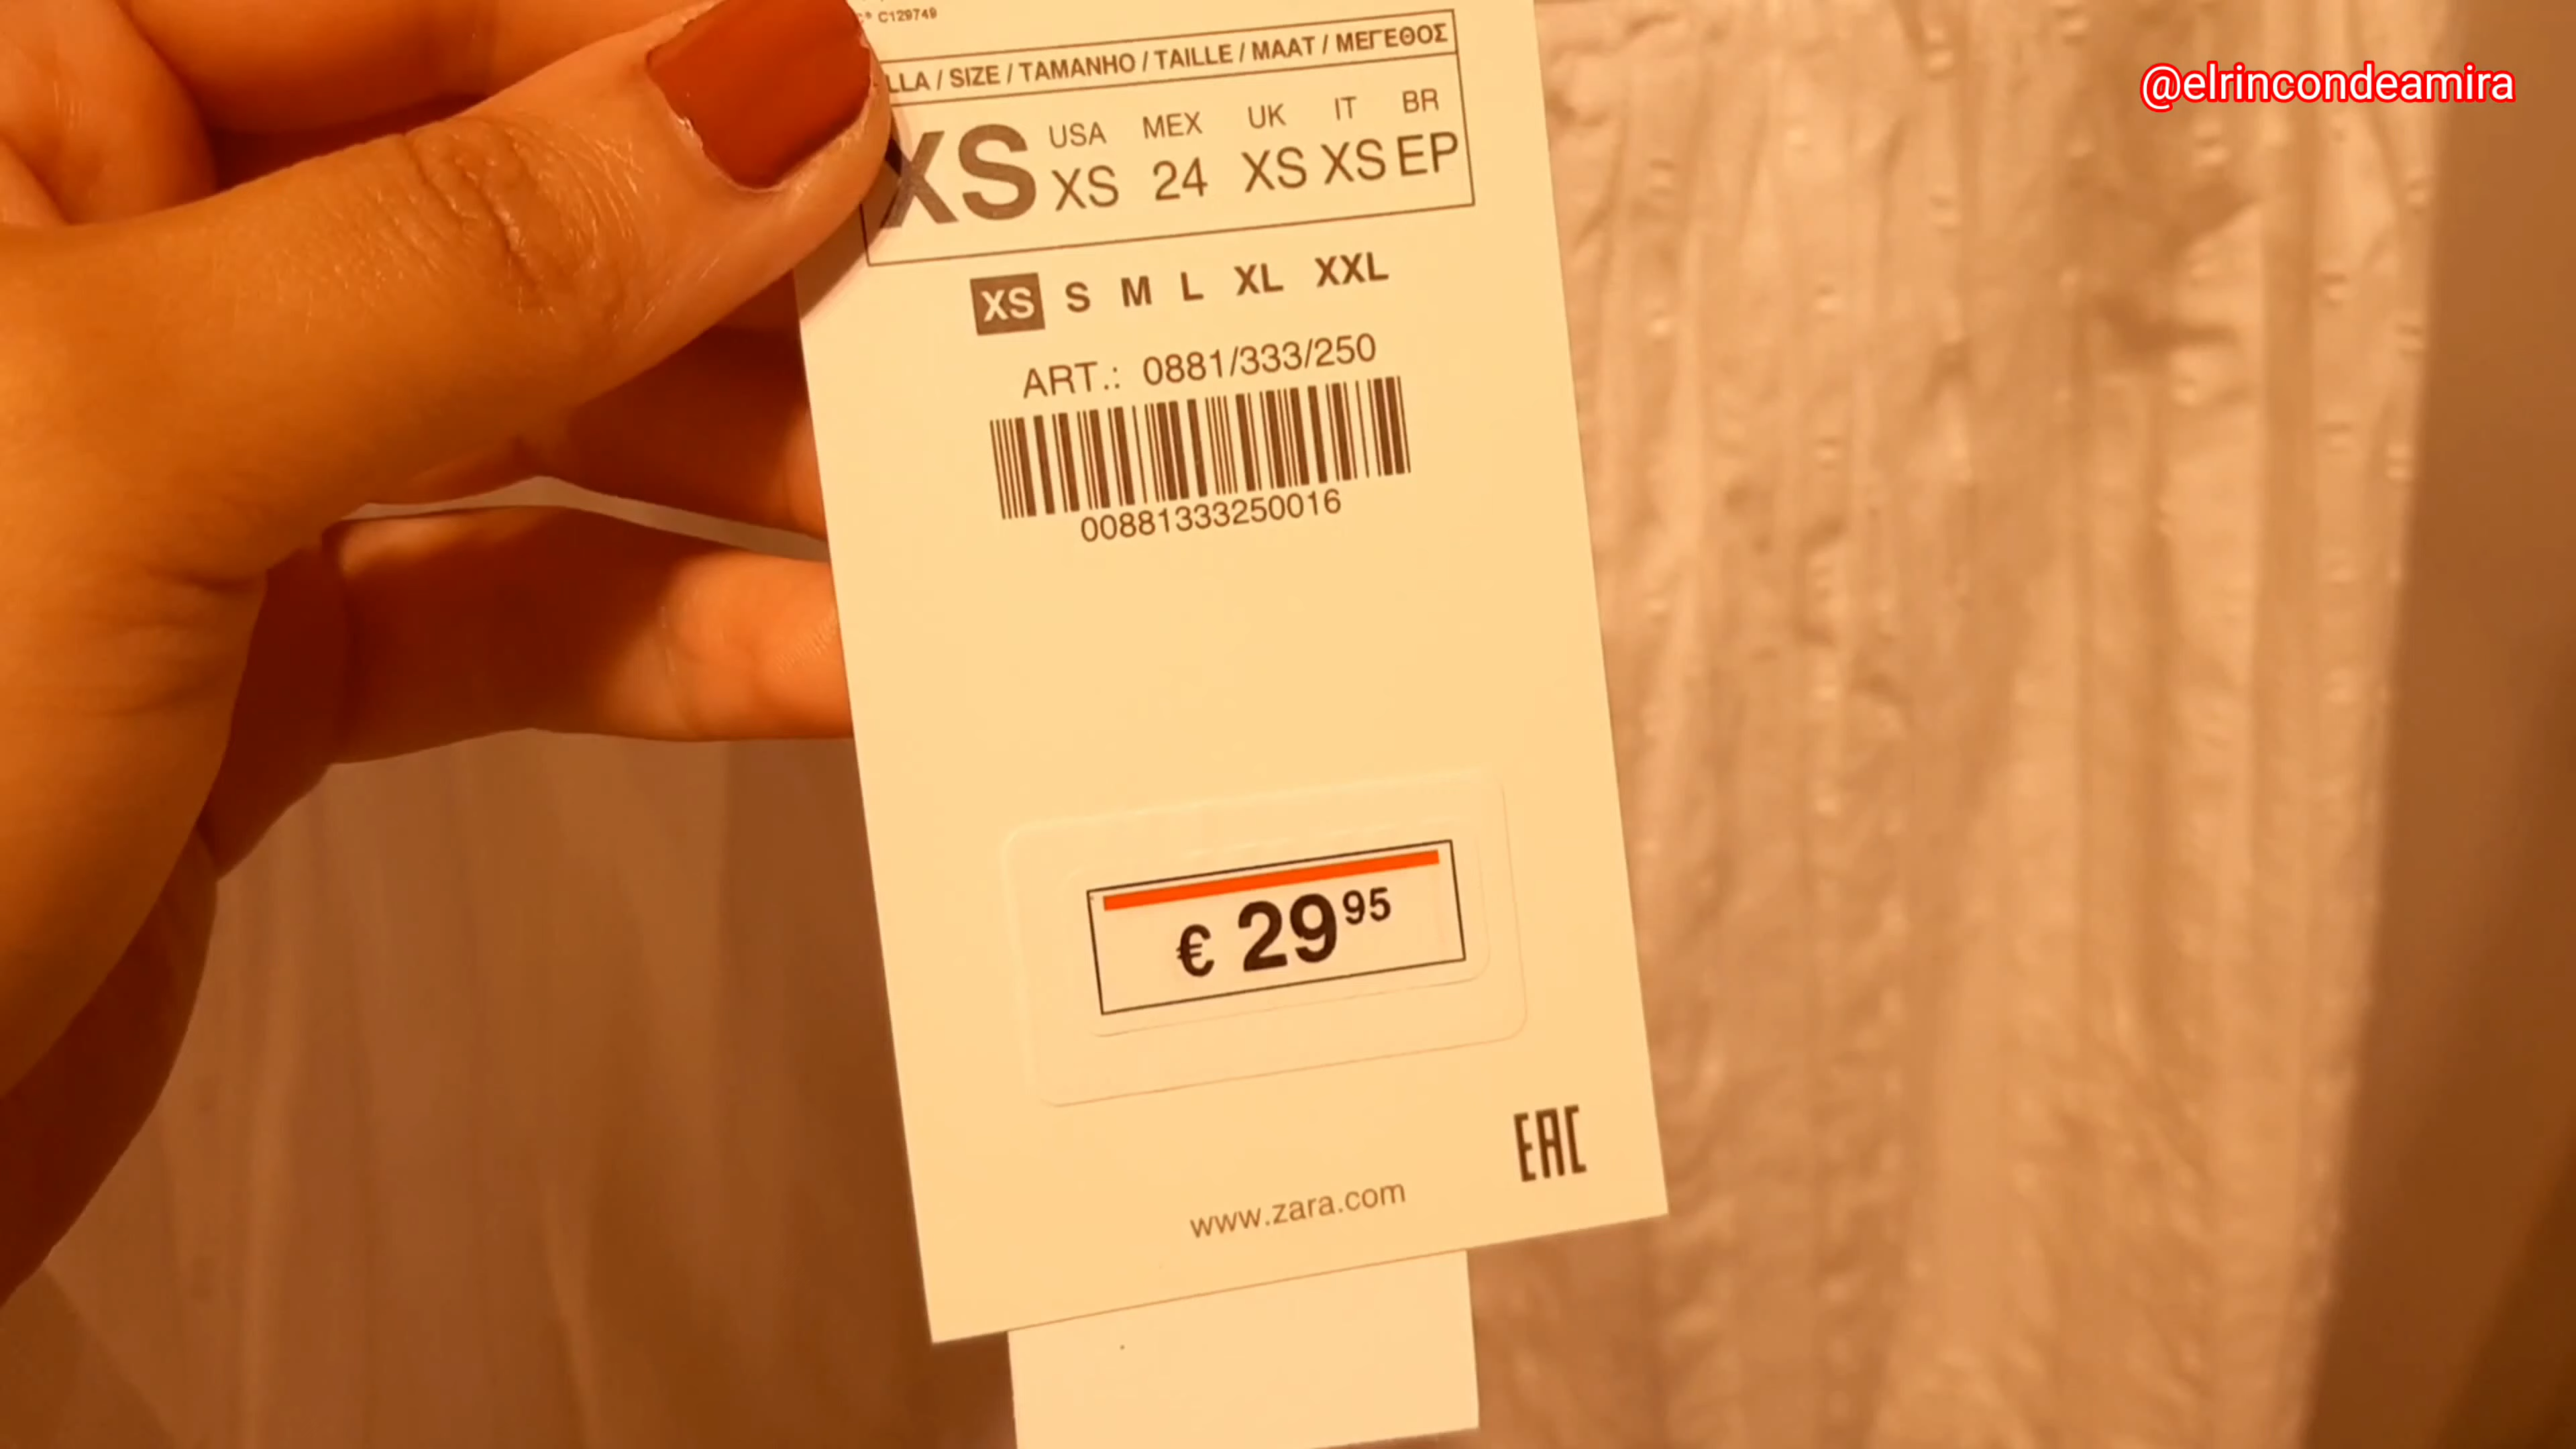 C129749
@elrincondeamira
/ SIZE / TAMANHO / TAILLE / MAAT / ΜΕΓΕΘΟΣ
USA MEX UK IT BR
XS XS 24 XS XS EP
XS S M L XL XXL
ART.: 0881/333/250
00881333250016
€ 29 95
EAC
www.zara.com